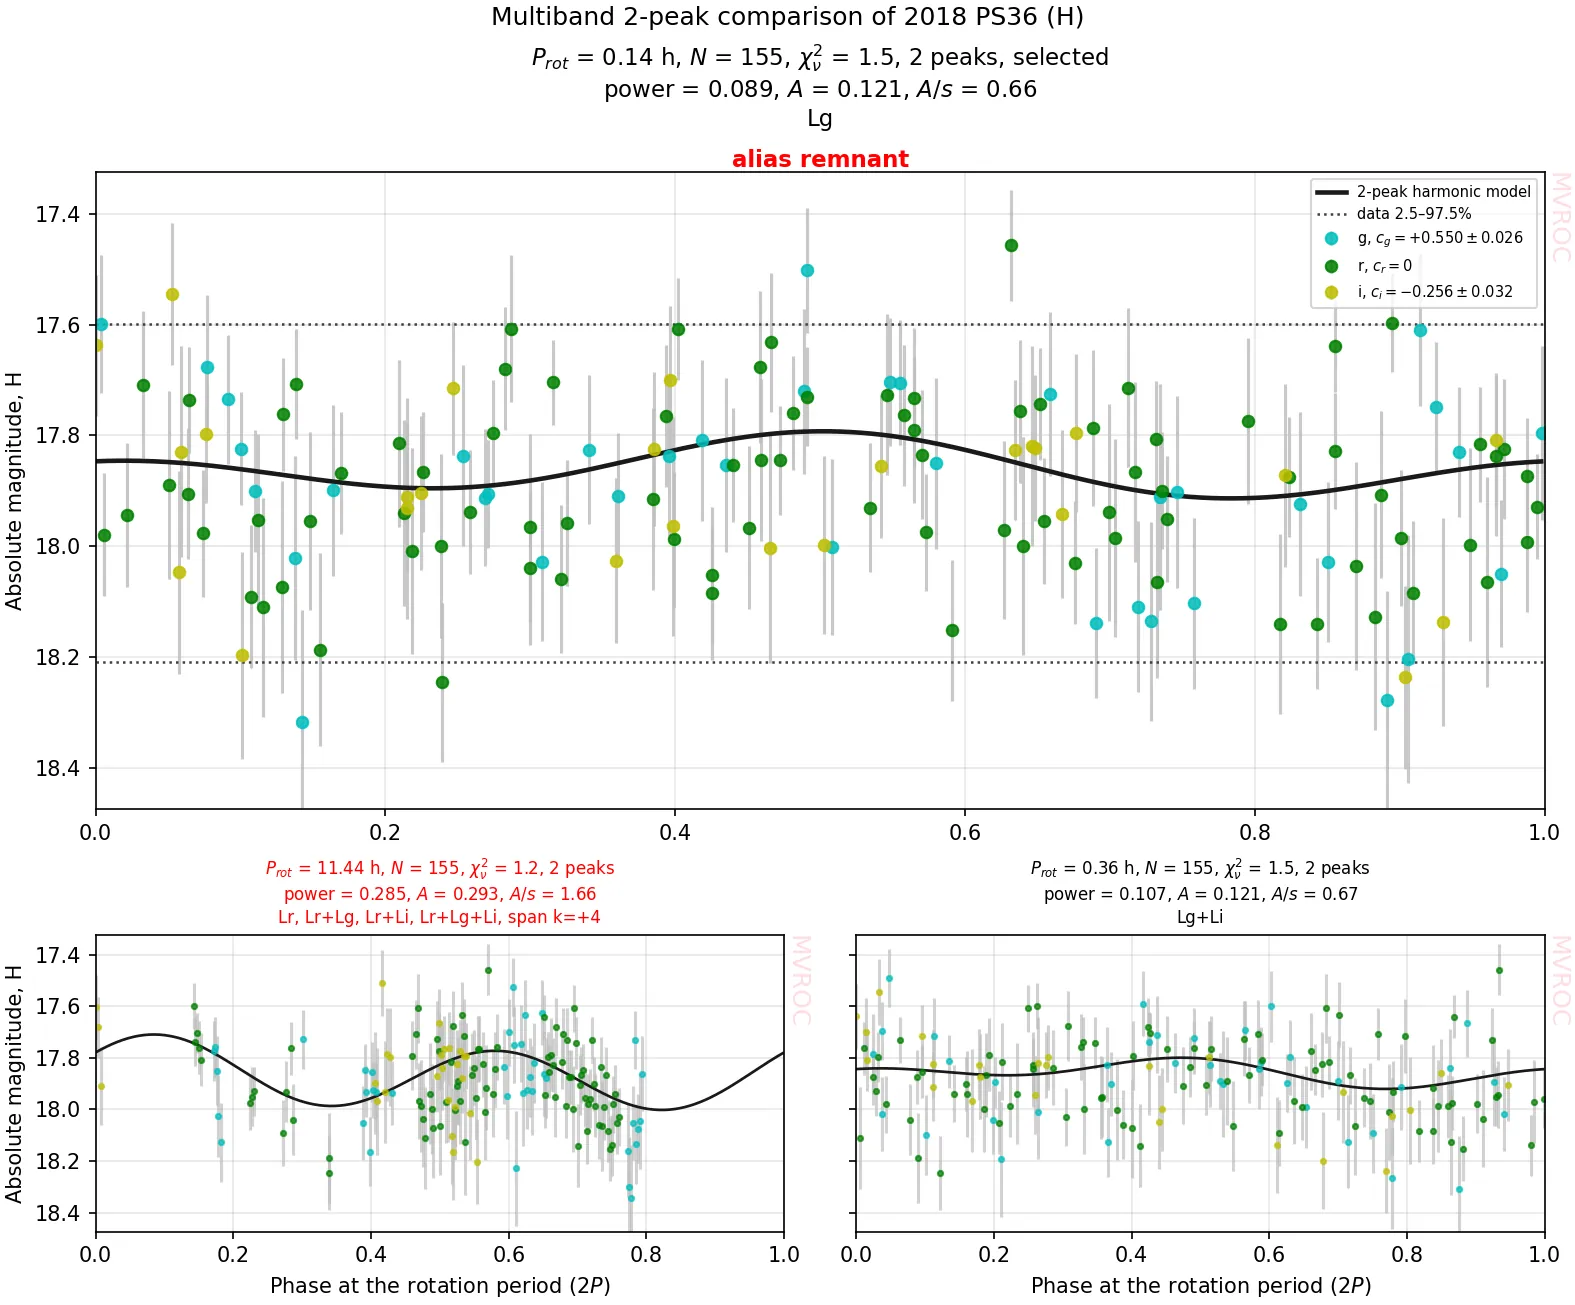 Multiband 2-peak comparison of 2018 PS36 (H)
P_rot = 0.14 h, N = 155, χ²_ν = 1.5, 2 peaks, selected
power = 0.089, A = 0.121, A/s = 0.66
Lg
alias remnant
2-peak harmonic model
data 2.5–97.5%
g, c_g = +0.550 ± 0.026
r, c_r = 0
i, c_i = −0.256 ± 0.032
MVROC
Absolute magnitude, H
17.4
17.6
17.8
18.0
18.2
18.4
0.0 0.2 0.4 0.6 0.8 1.0
P_rot = 11.44 h, N = 155, χ²_ν = 1.2, 2 peaks
power = 0.285, A = 0.293, A/s = 1.66
Lr, Lr+Lg, Lr+Li, Lr+Lg+Li, span k=+4
MVROC
Absolute magnitude, H
17.4
17.6
17.8
18.0
18.2
18.4
0.0 0.2 0.4 0.6 0.8 1.0
Phase at the rotation period (2P)
P_rot = 0.36 h, N = 155, χ²_ν = 1.5, 2 peaks
power = 0.107, A = 0.121, A/s = 0.67
Lg+Li
MVROC
0.0 0.2 0.4 0.6 0.8 1.0
Phase at the rotation period (2P)